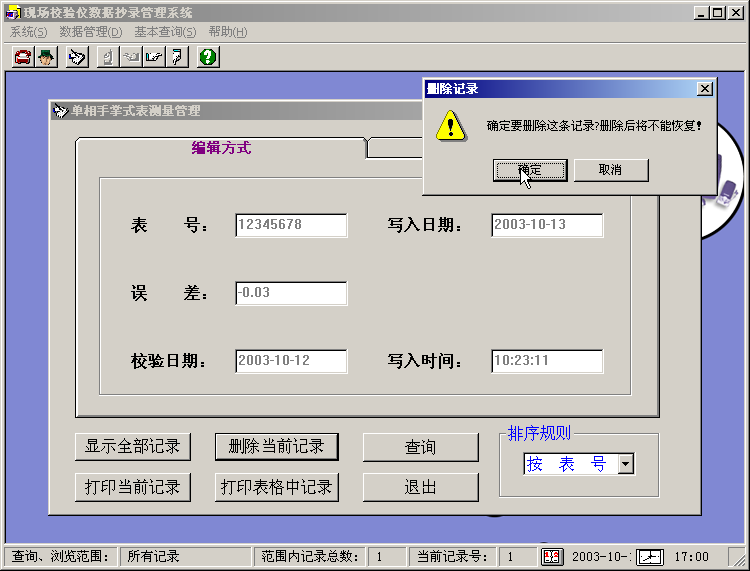 现场校验仪数据抄录管理系统
系统(S) 数据管理(D) 基本查询(S) 帮助(H)
删除记录
确定要删除这条记录?删除后将不能恢复!
确定 取消
单相手掌式表测量管理
编辑方式
表 号: 12345678 写入日期: 2003-10-13
误 差: -0.03
校验日期: 2003-10-12 写入时间: 10:23:11
显示全部记录 删除当前记录 查询
打印当前记录 打印表格中记录 退出
排序规则
按 表 号
查询、浏览范围: 所有记录 范围内记录总数: 1 当前记录号: 1 2003-10- 17:00